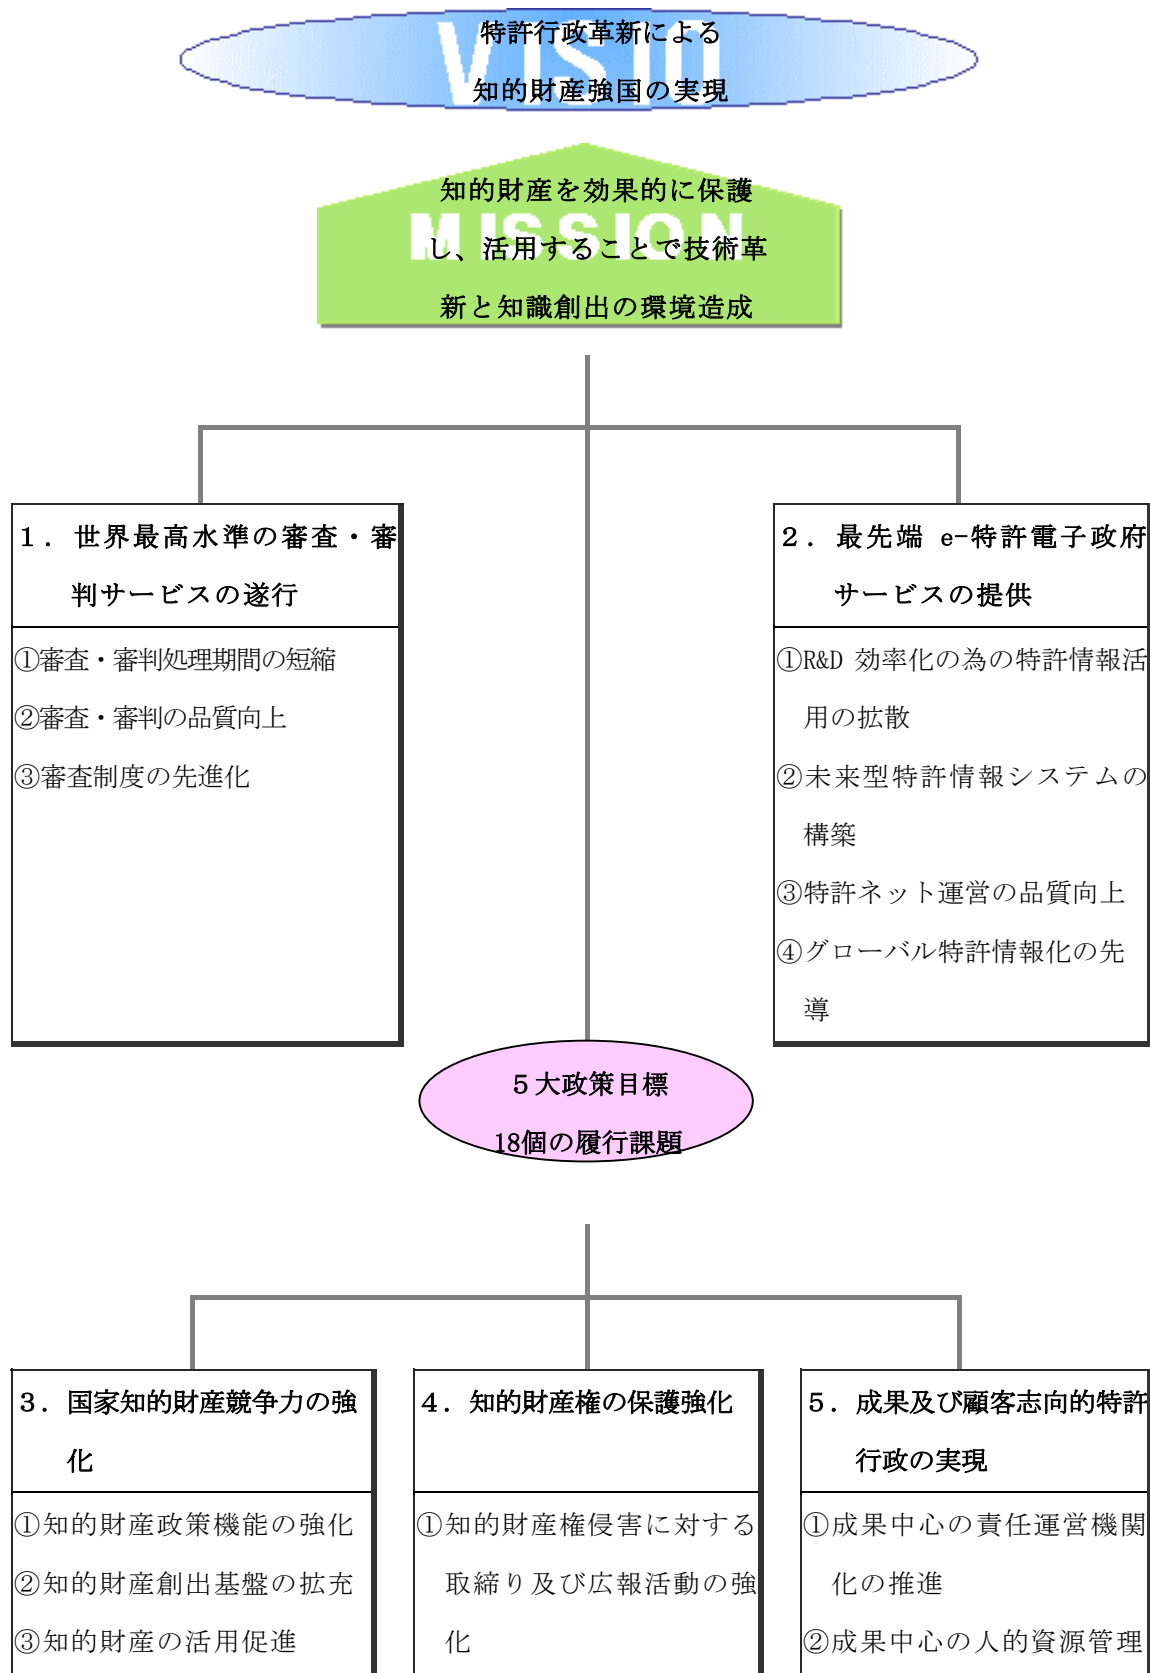 VISIO
特許行政革新による
知的財産強国の実現
MISSION
知的財産を効果的に保護
し、活用することで技術革
新と知識創出の環境造成
１．世界最高水準の審査・審
判サービスの遂行
①審査・審判処理期間の短縮
②審査・審判の品質向上
③審査制度の先進化
２．最先端 e-特許電子政府
サービスの提供
①R&D 効率化の為の特許情報活
用の拡散
②未来型特許情報システムの
構築
③特許ネット運営の品質向上
④グローバル特許情報化の先
導
５大政策目標
18個の履行課題
３．国家知的財産競争力の強
化
①知的財産政策機能の強化
②知的財産創出基盤の拡充
③知的財産の活用促進
４．知的財産権の保護強化
①知的財産権侵害に対する
取締り及び広報活動の強
化
５．成果及び顧客志向的特許
行政の実現
①成果中心の責任運営機関
化の推進
②成果中心の人的資源管理